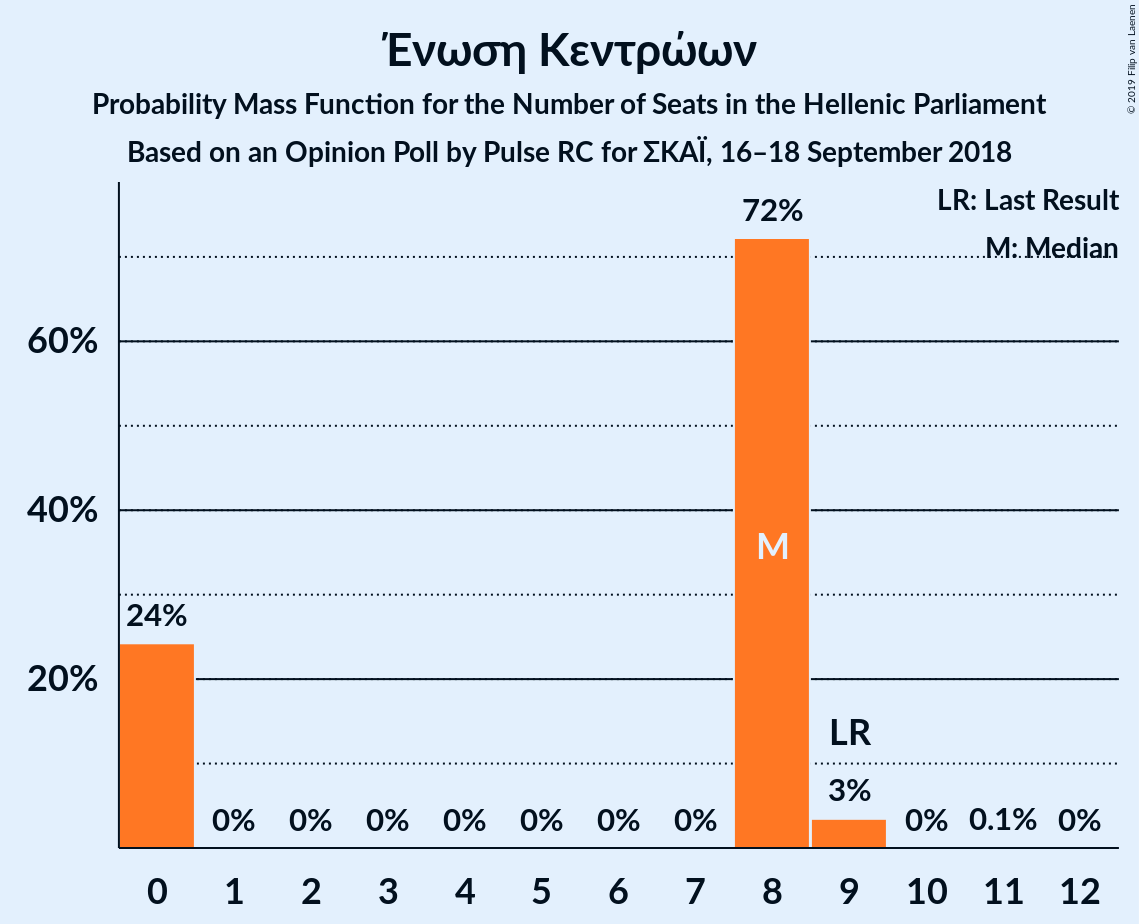 Ένωση Κεντρώων
Probability Mass Function for the Number of Seats in the Hellenic Parliament
Based on an Opinion Poll by Pulse RC for ΣΚΑΪ, 16–18 September 2018
© 2019 Filip van Laenen
LR: Last Result
M: Median
72%
60%
40%
M
24%
20%
LR
3%
0% 0% 0% 0% 0% 0% 0% 0% 0.1% 0%
0 1 2 3 4 5 6 7 8 9 10 11 12